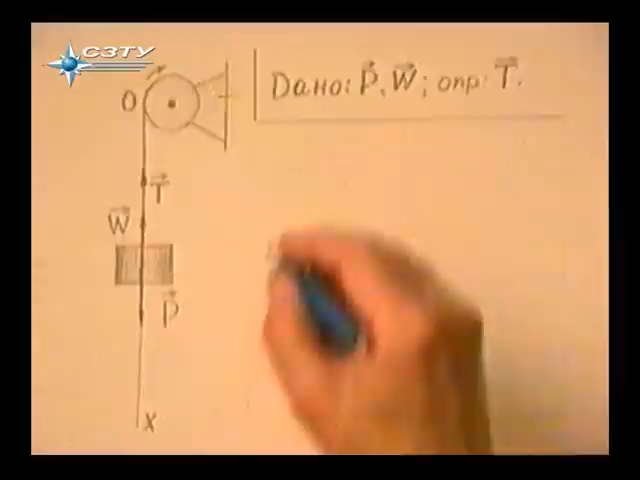 СЗТУ
Дано: P⃗, W⃗; опр. T⃗.
O
T⃗
W⃗
P⃗
x